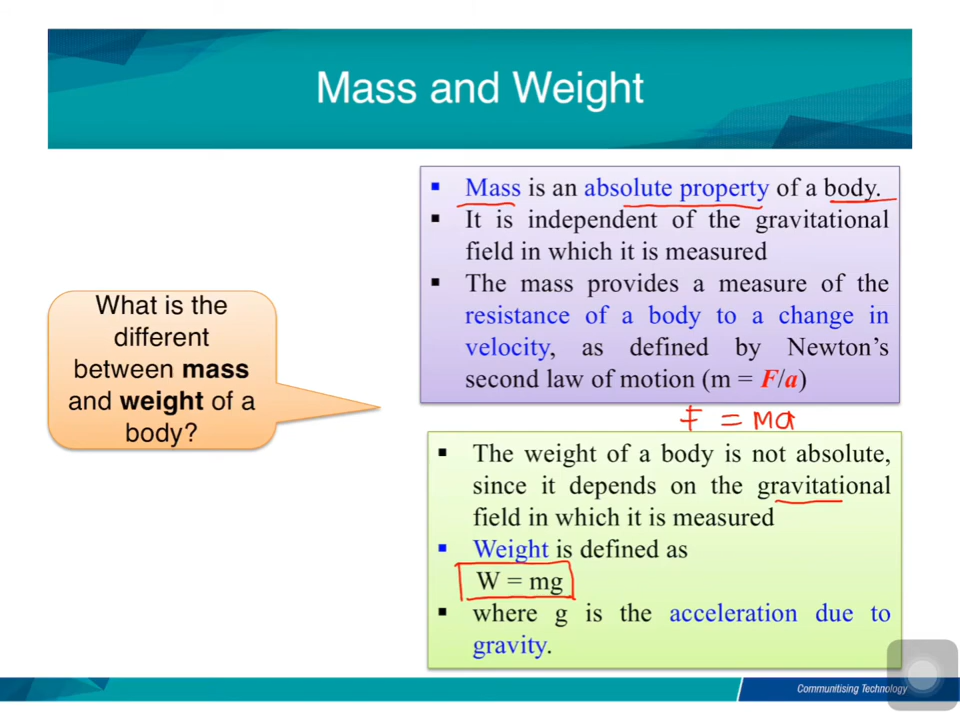 Mass and Weight
What is the
different
between mass
and weight of a
body?
▪ Mass is an absolute property of a body.
▪ It is independent of the gravitational
field in which it is measured
▪ The mass provides a measure of the
resistance of a body to a change in
velocity, as defined by Newton's
second law of motion (m = F/a)
F = ma
▪ The weight of a body is not absolute,
since it depends on the gravitational
field in which it is measured
▪ Weight is defined as
W = mg
▪ where g is the acceleration due to
gravity.
Communitising Technology